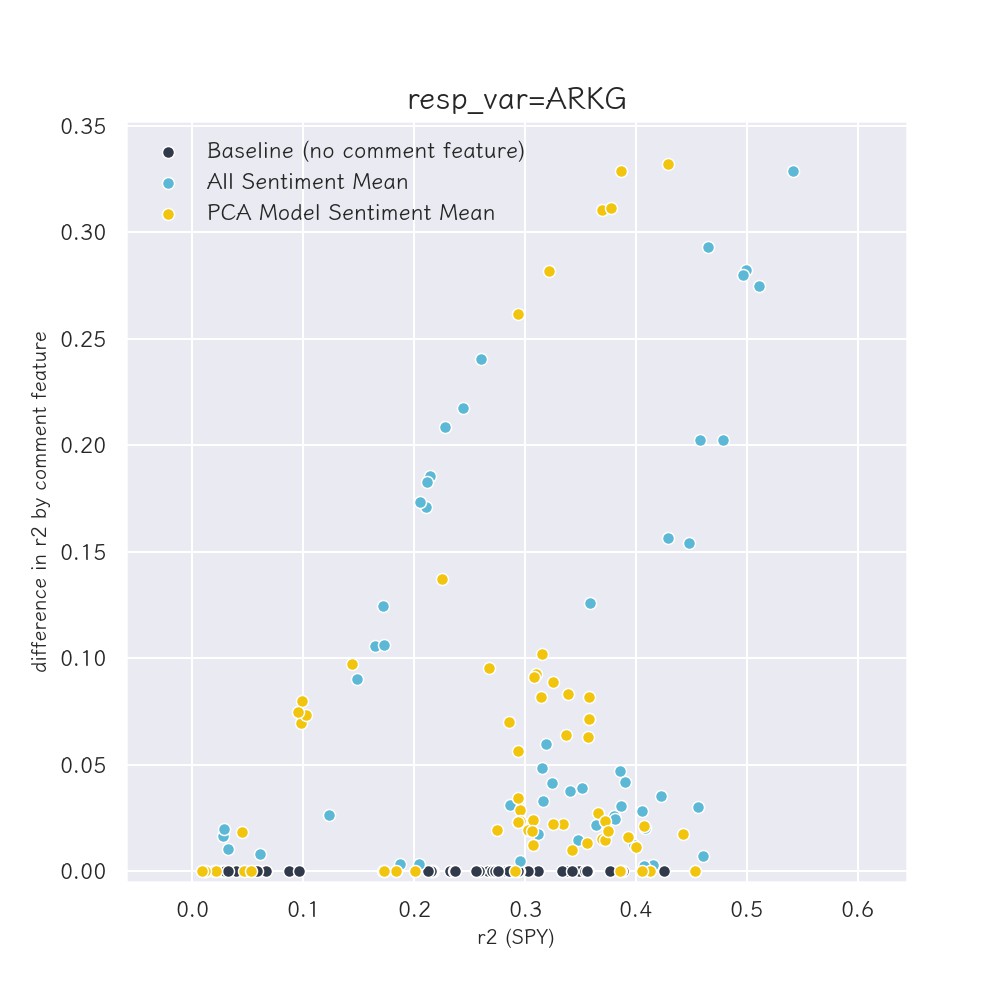 resp_var=ARKG
Baseline (no comment feature)
All Sentiment Mean
PCA Model Sentiment Mean
difference in r2 by comment feature
0.35
0.30
0.25
0.20
0.15
0.10
0.05
0.00
0.0 0.1 0.2 0.3 0.4 0.5 0.6
r2 (SPY)